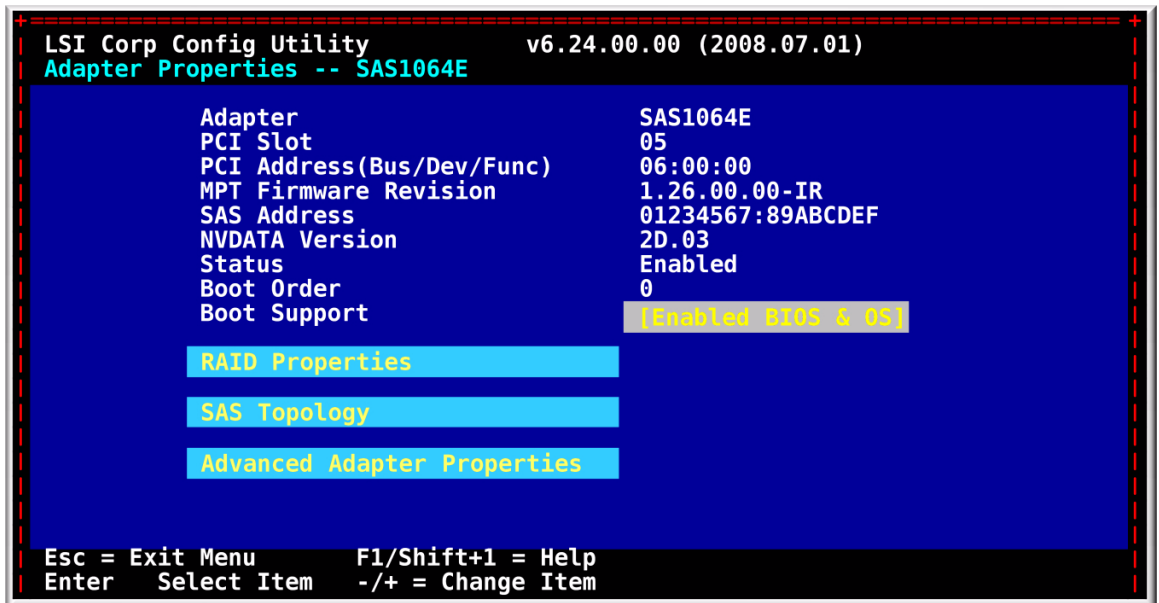 LSI Corp Config Utility v6.24.00.00 (2008.07.01)
Adapter Properties -- SAS1064E
Adapter SAS1064E
PCI Slot 05
PCI Address(Bus/Dev/Func) 06:00:00
MPT Firmware Revision 1.26.00.00-IR
SAS Address 01234567:89ABCDEF
NVDATA Version 2D.03
Status Enabled
Boot Order 0
Boot Support [Enabled BIOS & OS]
RAID Properties
SAS Topology
Advanced Adapter Properties
Esc = Exit Menu F1/Shift+1 = Help
Enter Select Item -/+ = Change Item